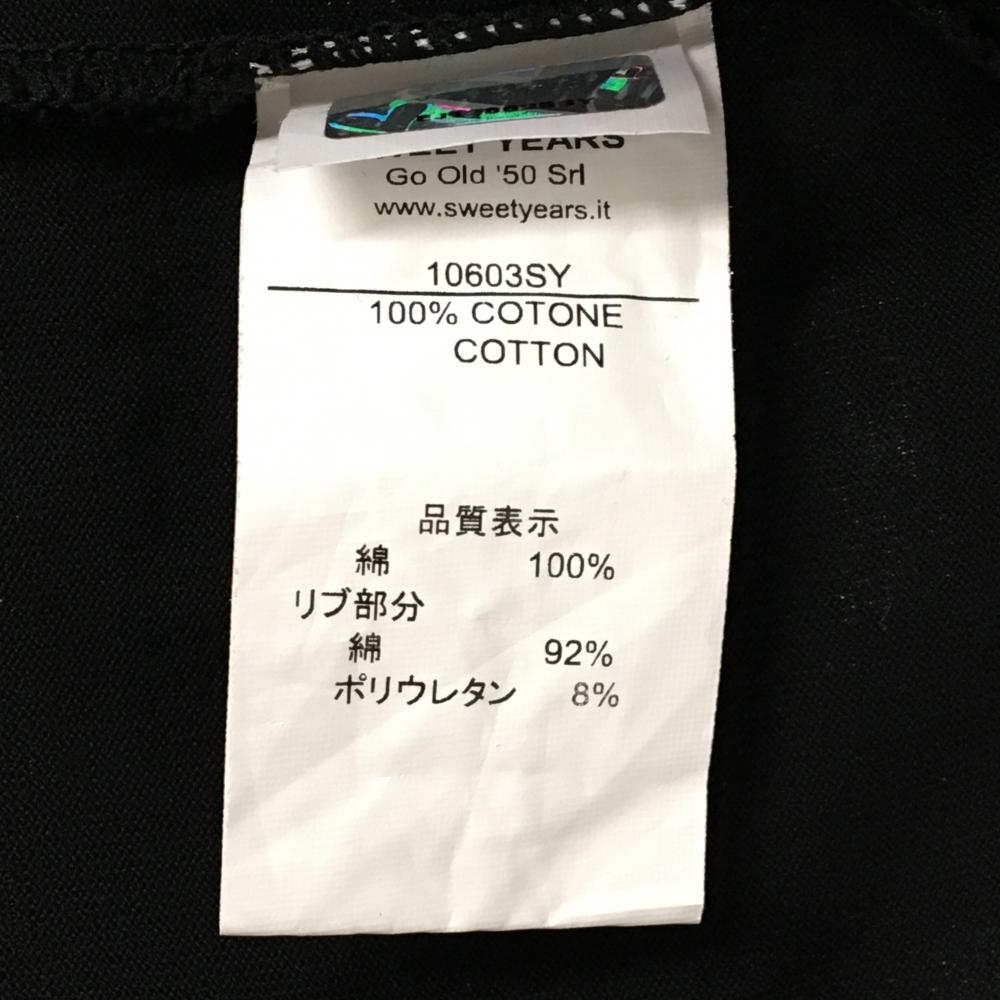 YEARS
Go Old '50 Srl
www.sweetyears.it
10603SY
100% COTONE
COTTON
品質表示
綿 100%
リブ部分
綿 92%
ポリウレタン 8%